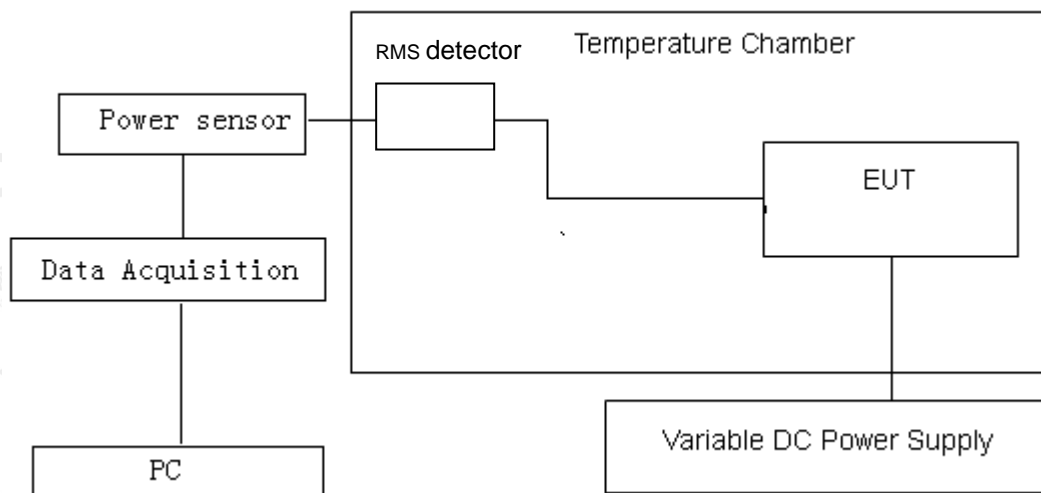 RMS detector
Temperature Chamber
Power sensor
EUT
Data Acquisition
Variable DC Power Supply
PC